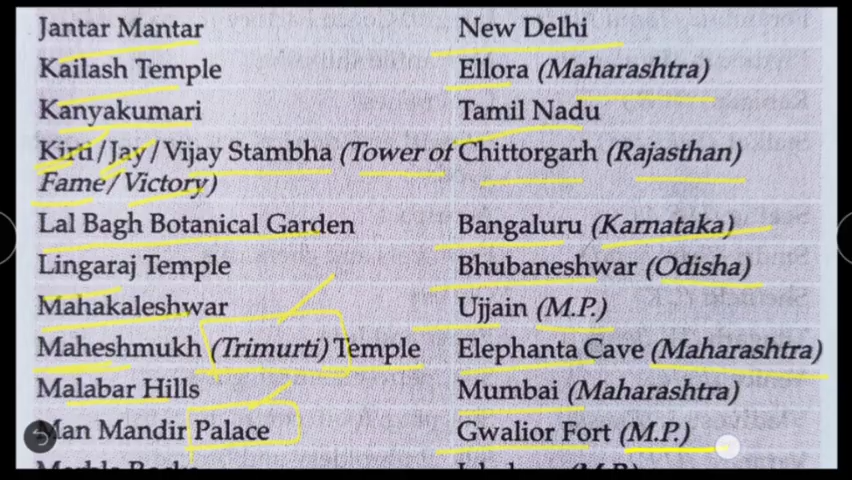 Jantar Mantar New Delhi
Kailash Temple Ellora (Maharashtra)
Kanyakumari Tamil Nadu
Kirti/Jay/Vijay Stambha (Tower of Chittorgarh (Rajasthan)
Fame/Victory)
Lal Bagh Botanical Garden Bangaluru (Karnataka)
Lingaraj Temple Bhubaneshwar (Odisha)
Mahakaleshwar Ujjain (M.P.)
Maheshmukh (Trimurti) Temple Elephanta Cave (Maharashtra)
Malabar Hills Mumbai (Maharashtra)
Man Mandir Palace Gwalior Fort (M.P.)